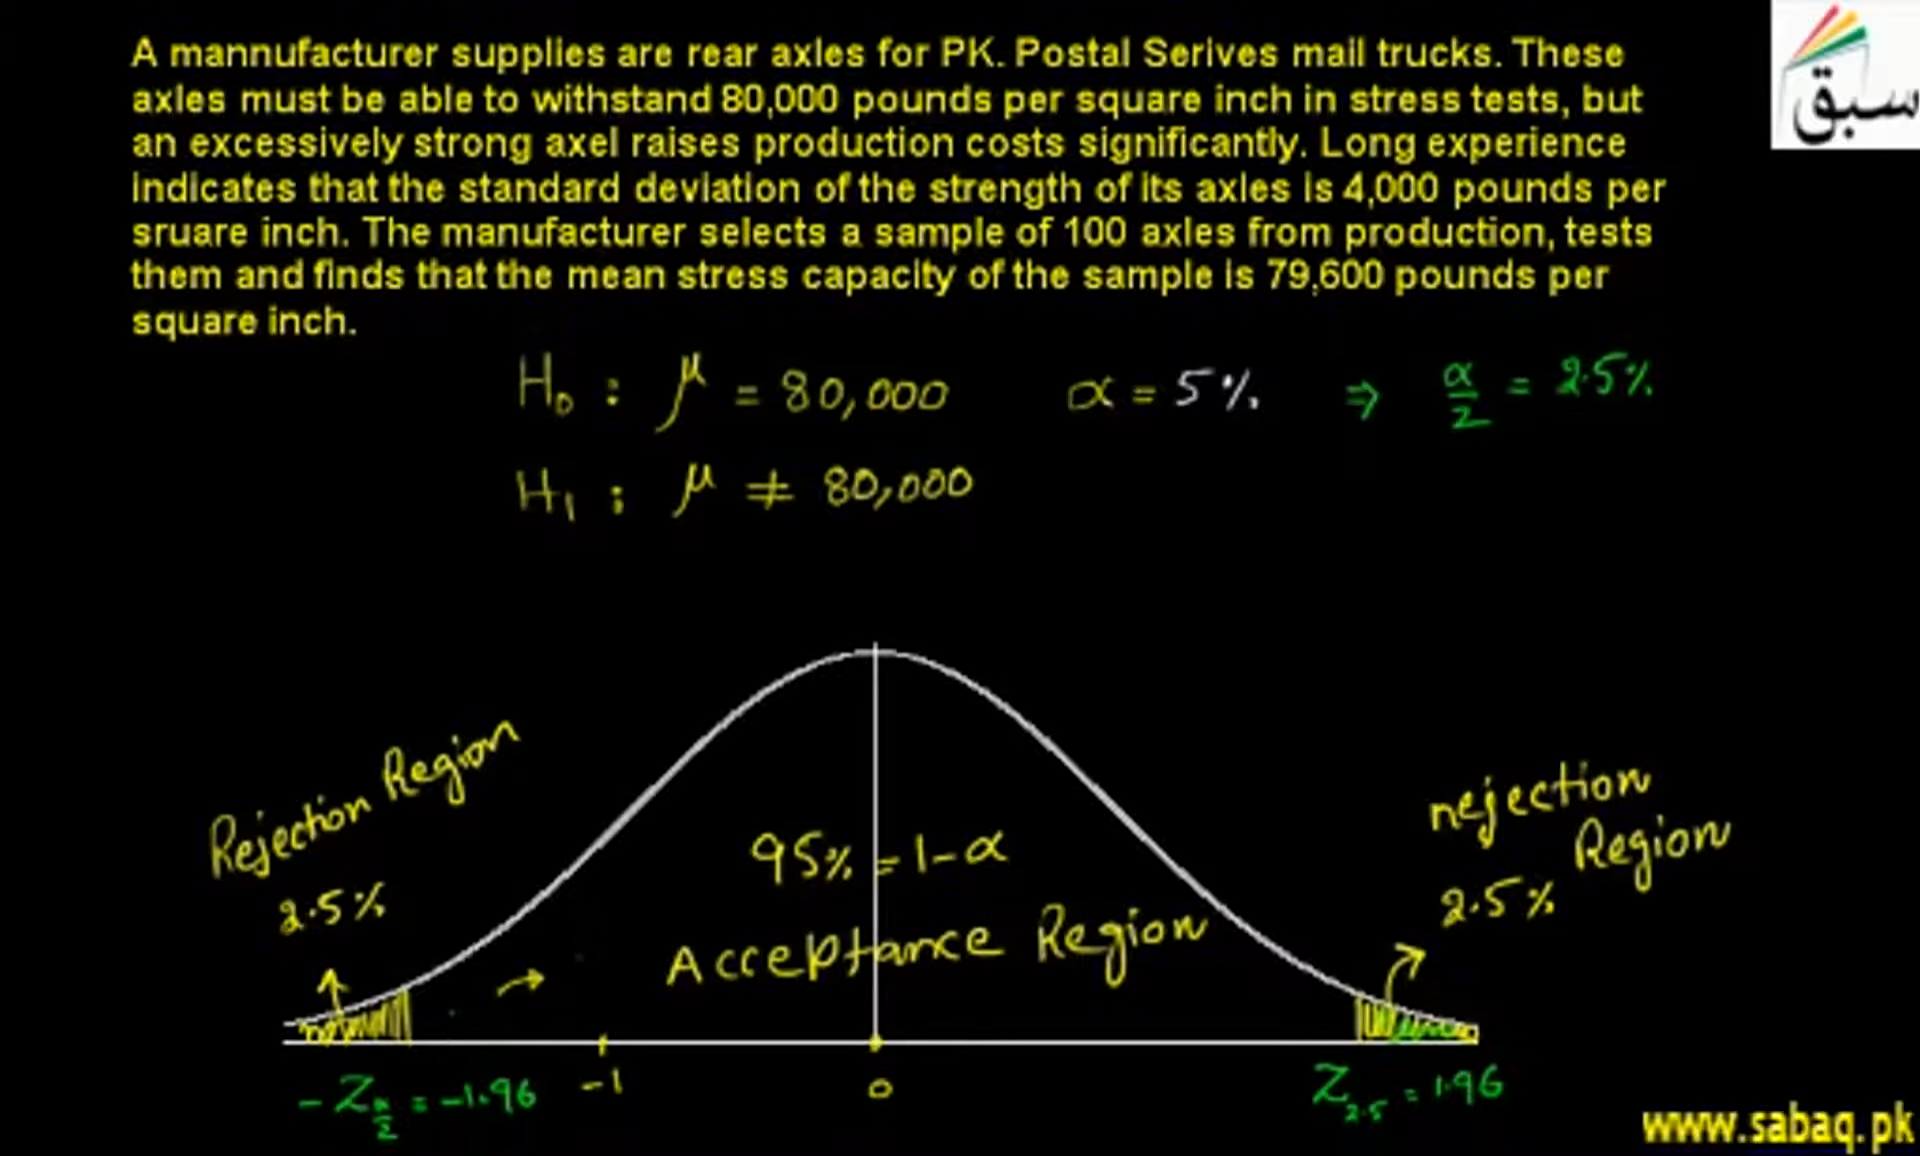 A mannufacturer supplies are rear axles for PK. Postal Serives mail trucks. These
axles must be able to withstand 80,000 pounds per square inch in stress tests, but
an excessively strong axel raises production costs significantly. Long experience
indicates that the standard deviation of the strength of its axles is 4,000 pounds per
sruare inch. The manufacturer selects a sample of 100 axles from production, tests
them and finds that the mean stress capacity of the sample is 79,600 pounds per
square inch.
سبق
H₀ : μ = 80,000 α = 5% ⇒ α/2 = 2.5%
H₁ : μ ≠ 80,000
Rejection Region
2.5%
95% = 1-α
→ Acceptance Region
rejection
Region
2.5%
-Z α/2 = -1.96
-1
0
Z 2.5 = 1.96
www.sabaq.pk